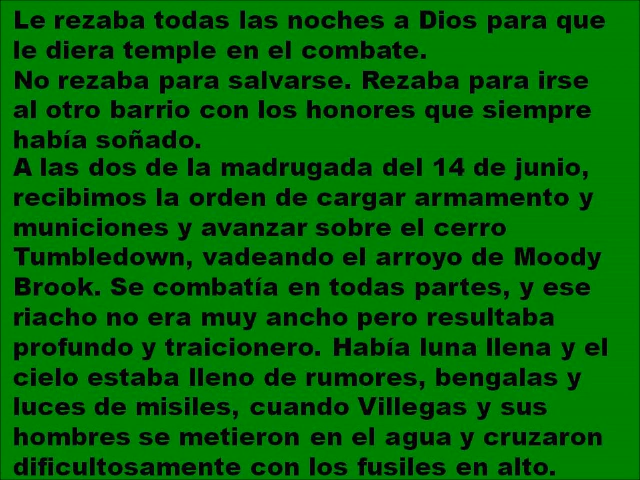 Le rezaba todas las noches a Dios para que
le diera temple en el combate.
No rezaba para salvarse. Rezaba para irse
al otro barrio con los honores que siempre
había soñado.
A las dos de la madrugada del 14 de junio,
recibimos la orden de cargar armamento y
municiones y avanzar sobre el cerro
Tumbledown, vadeando el arroyo de Moody
Brook. Se combatía en todas partes, y ese
riacho no era muy ancho pero resultaba
profundo y traicionero. Había luna llena y el
cielo estaba lleno de rumores, bengalas y
luces de misiles, cuando Villegas y sus
hombres se metieron en el agua y cruzaron
dificultosamente con los fusiles en alto.